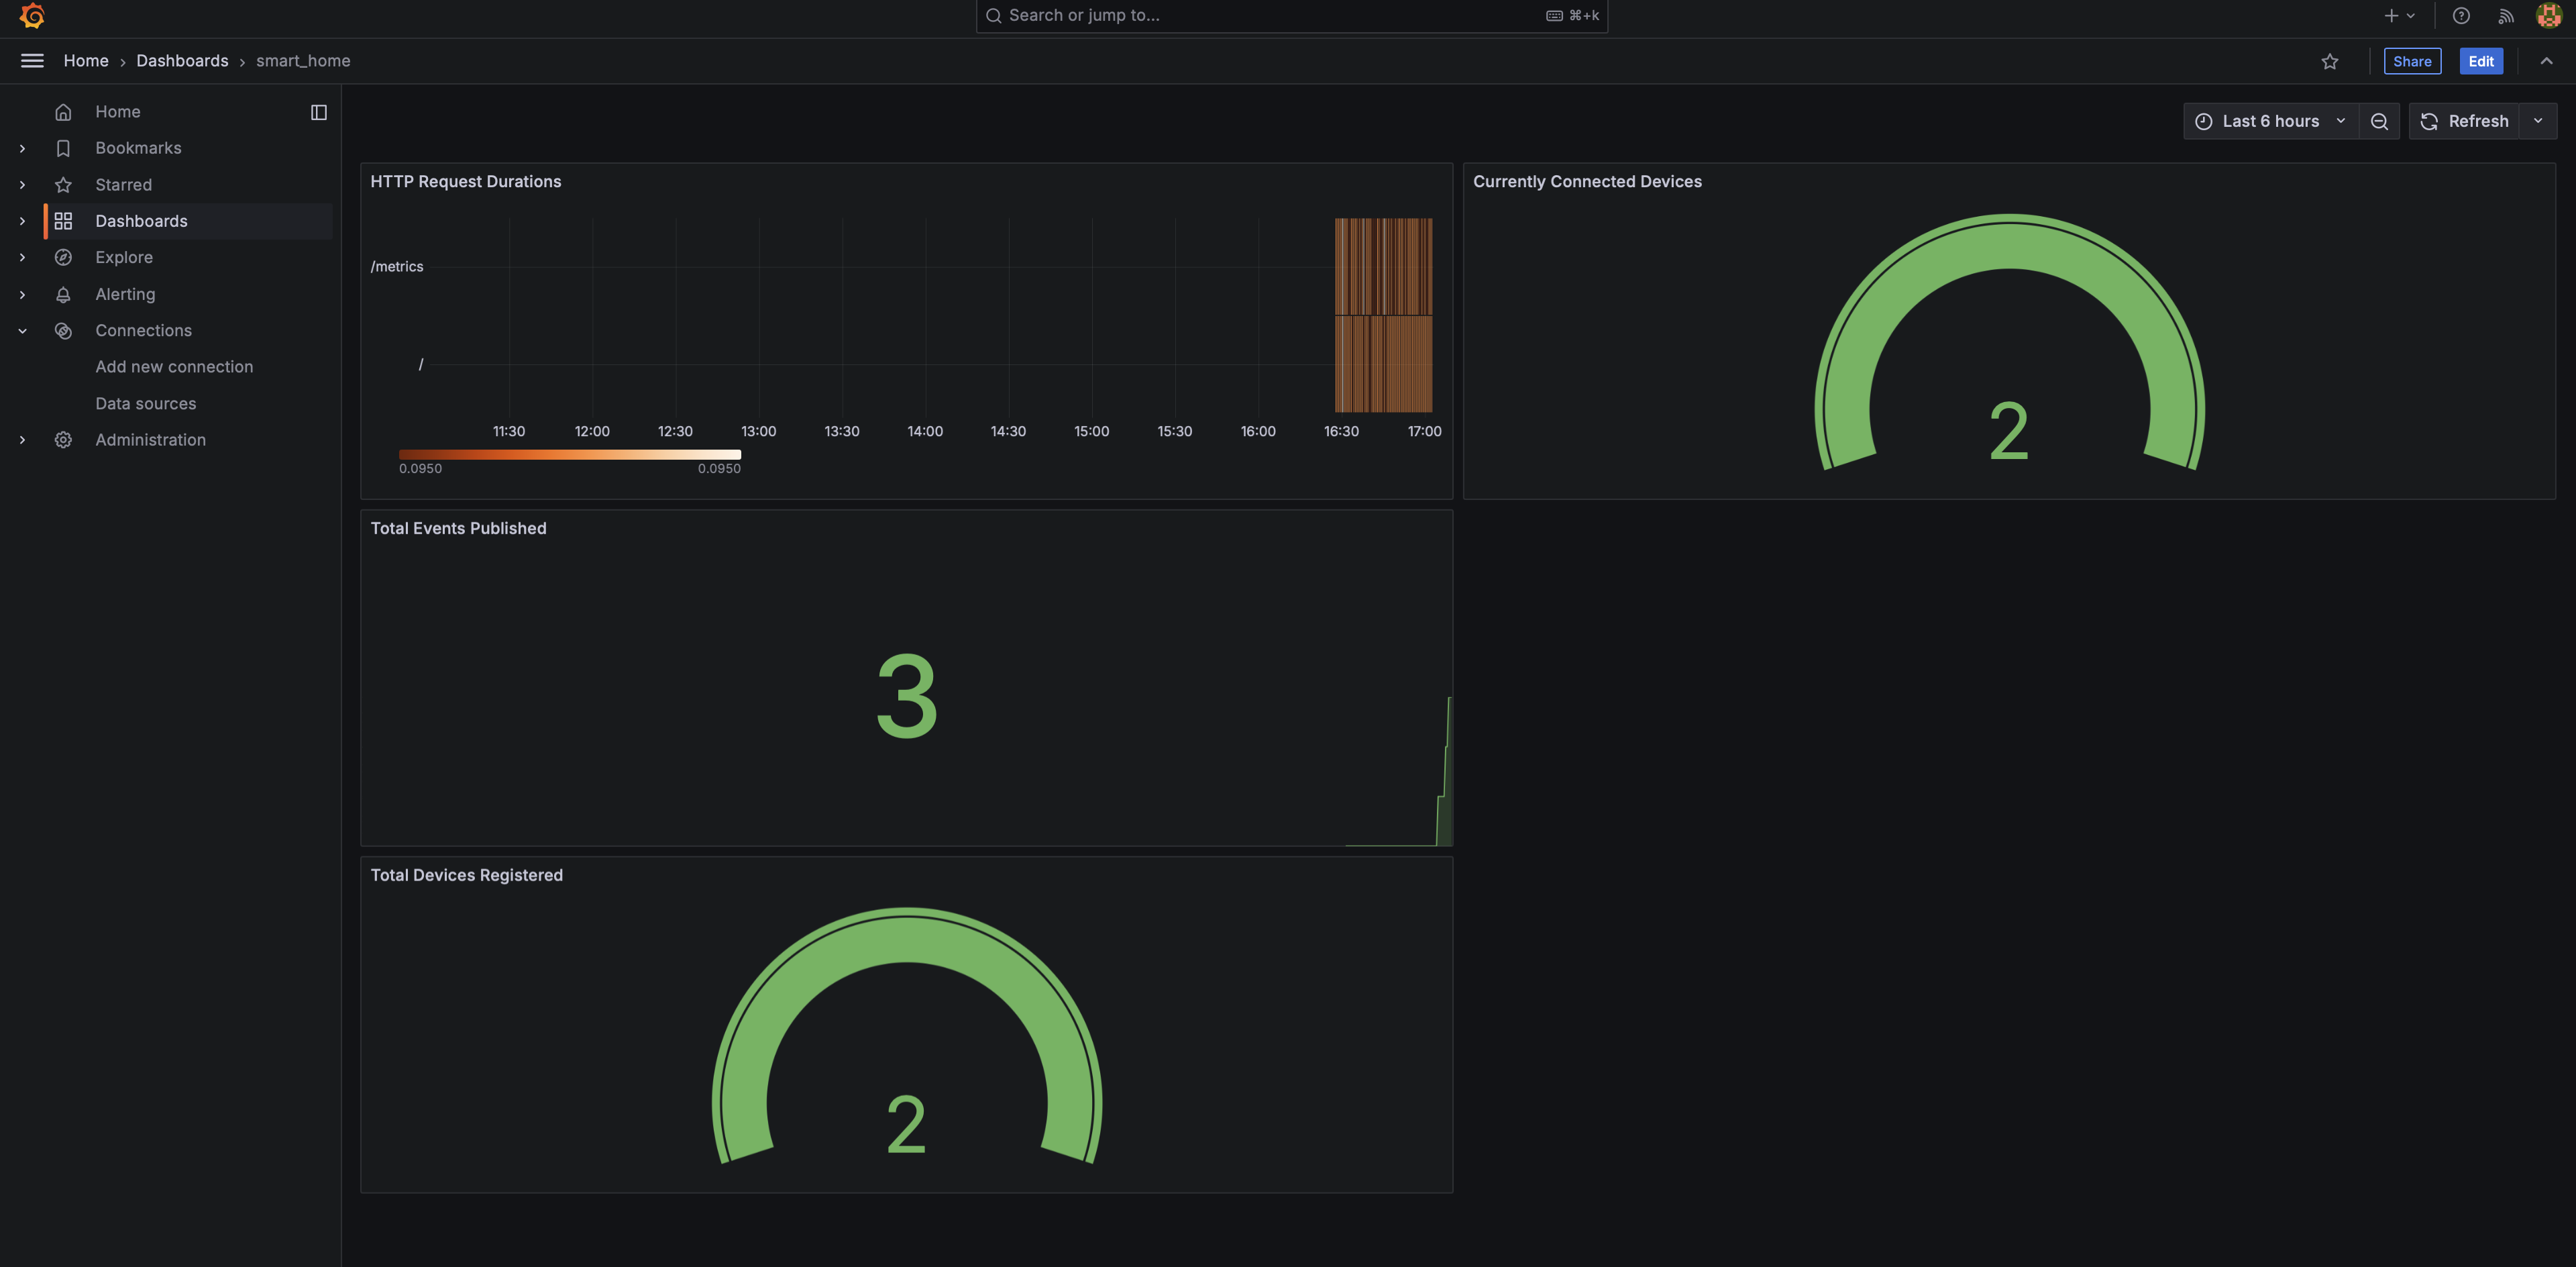 Search or jump to... ⌘+k
Home › Dashboards › smart_home
Share Edit
Home
Bookmarks
Starred
Dashboards
Explore
Alerting
Connections
Add new connection
Data sources
Administration
Last 6 hours Refresh
HTTP Request Durations
/metrics
/
11:30 12:00 12:30 13:00 13:30 14:00 14:30 15:00 15:30 16:00 16:30 17:00
0.0950 0.0950
Currently Connected Devices
2
Total Events Published
3
Total Devices Registered
2